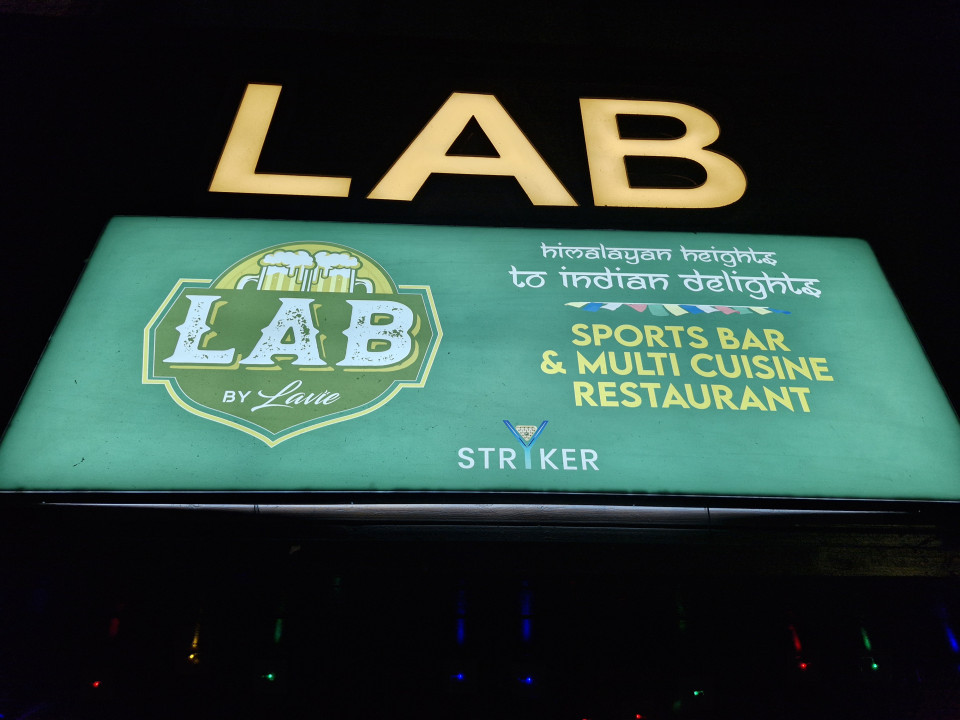 LAB
LAB
BY Lavie
himalayan heights
to indian delights
SPORTS BAR
& MULTI CUISINE
RESTAURANT
STRYKER